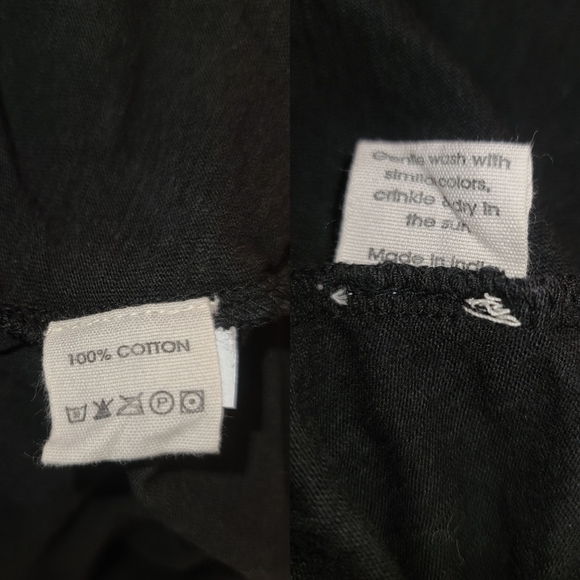 100% COTTON
P
Gentle wash with
similar colors,
crinkle & dry in
the sun.
Made in India